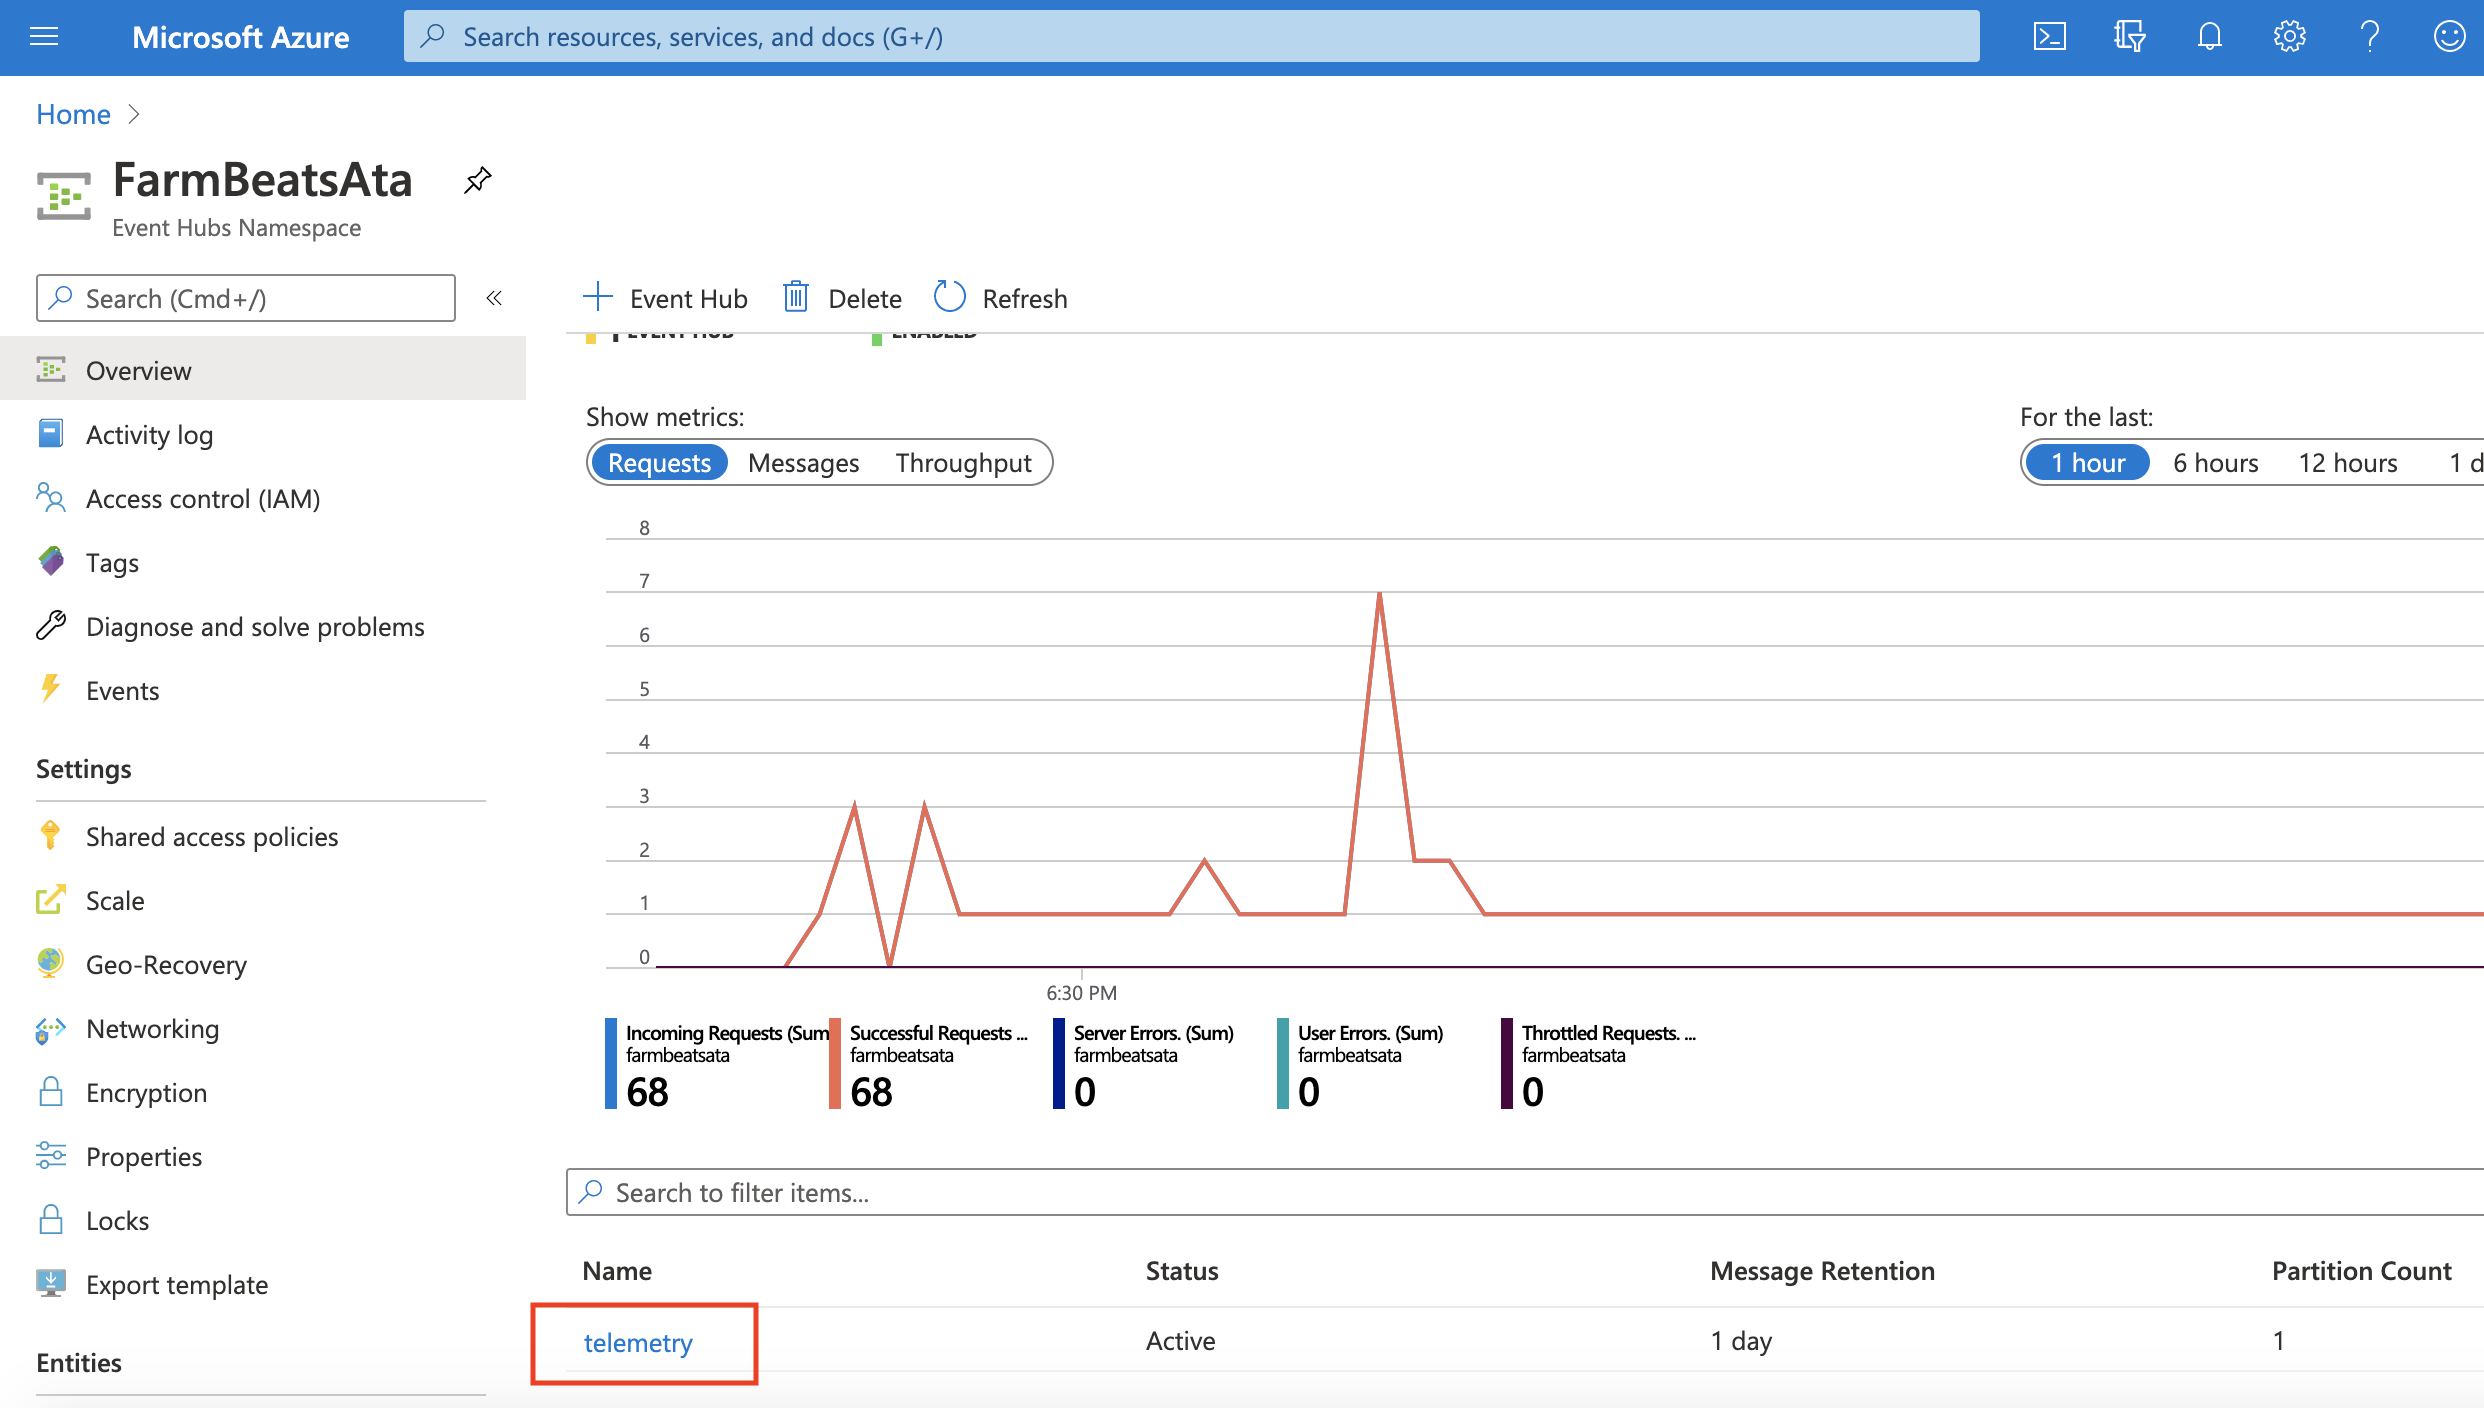 Microsoft Azure
Search resources, services, and docs (G+/)
Home
FarmBeatsAta
Event Hubs Namespace
Search (Cmd+/)
«
Overview
Activity log
Access control (IAM)
Tags
Diagnose and solve problems
Events
Settings
Shared access policies
Scale
Geo-Recovery
Networking
Encryption
Properties
Locks
Export template
Entities
Event Hub
Delete
Refresh
EVENT HUB
ENABLED
Show metrics:
Requests
Messages
Throughput
For the last:
1 hour
6 hours
12 hours
1 d
8
7
6
5
4
3
2
1
0
6:30 PM
Incoming Requests (Sum
farmbeatsata
68
Successful Requests ...
farmbeatsata
68
Server Errors. (Sum)
farmbeatsata
0
User Errors. (Sum)
farmbeatsata
0
Throttled Requests. ...
farmbeatsata
0
Search to filter items...
Name Status Message Retention Partition Count
telemetry Active 1 day 1